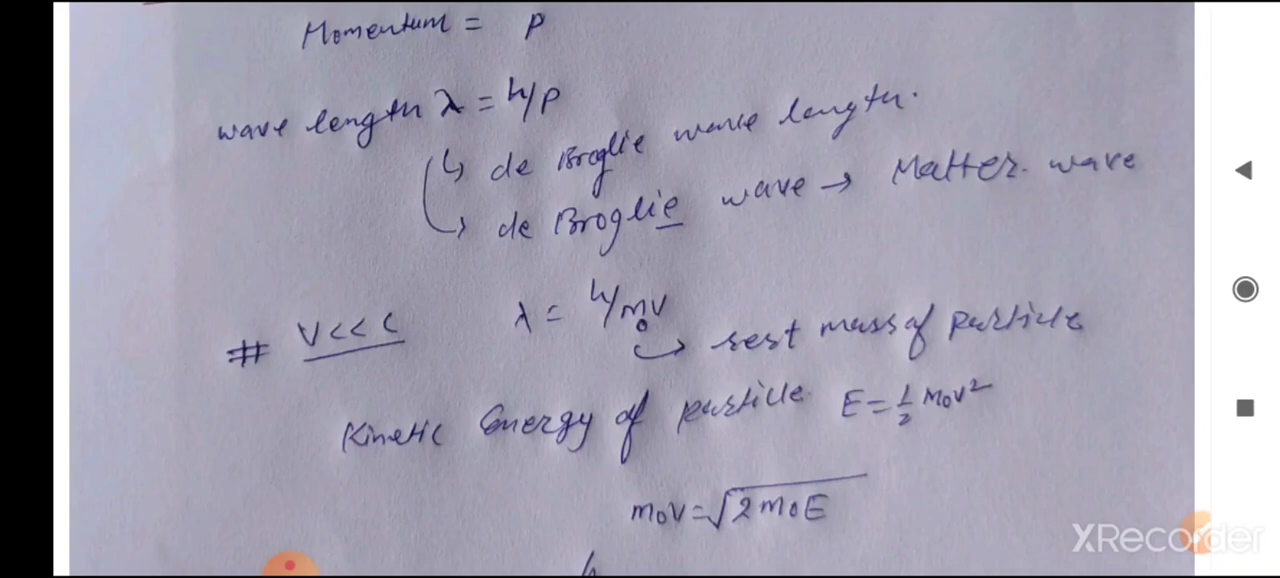 Momentum = p
wave length λ = h/p
↳ de Broglie wave length.
↳ de Broglie wave → Matter. wave
# V << C λ = h/m₀v
↳ rest mass of particle
Kinetic Energy of particle. E = 1/2 m₀v²
m₀v = √2m₀E
h
XRecorder